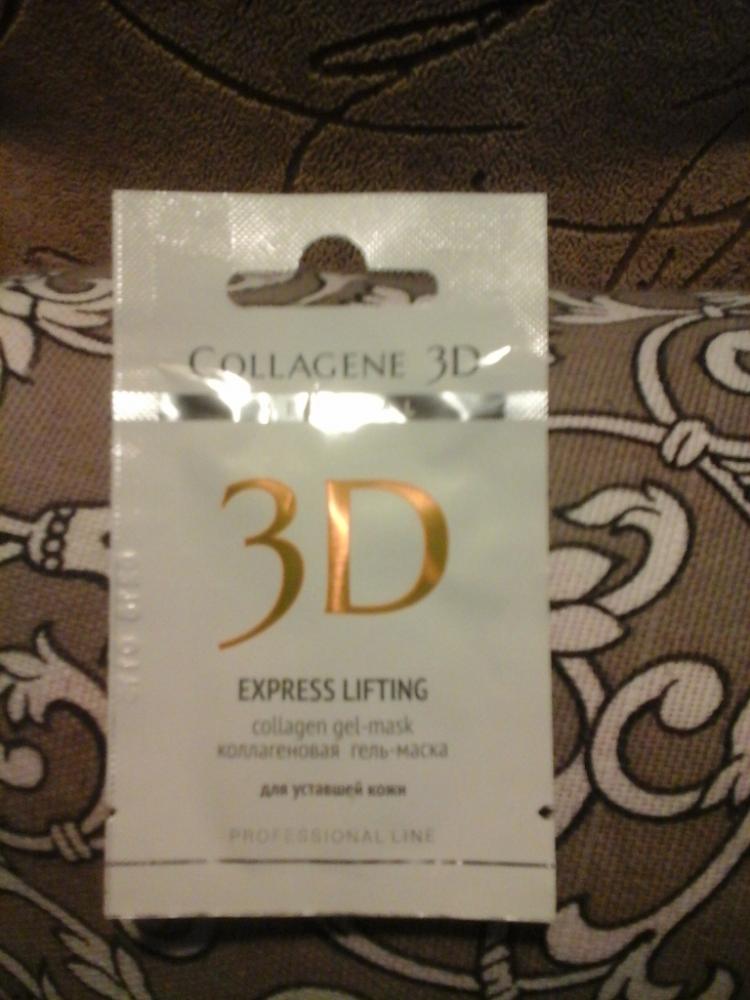 COLLAGENE 3D
3D
EXPRESS LIFTING
collagen gel-mask
коллагеновая гель-маска
для уставшей кожи
PROFESSIONAL LINE